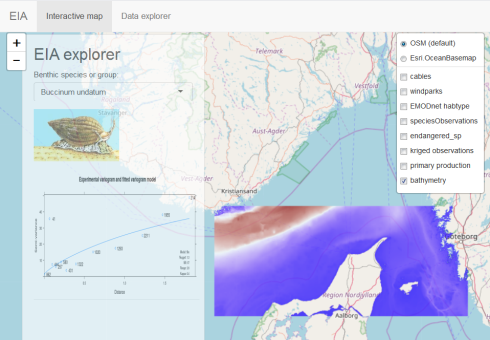 EIA
Interactive map
Data explorer
+
−
EIA explorer
Benthic species or group
Buccinum undatum
Experimental variogram and fitted variogram model
Distance
OSM (default)
Esri.OceanBasemap
cables
windparks
EMODnet habtype
speciesObservations
endangered_sp
kriged observations
primary production
bathymetry
Telemark
Vestfold
Aust-Agder
Vest-Agder
Kristiansand
Göteborg
Region Nordjylland
Aalborg